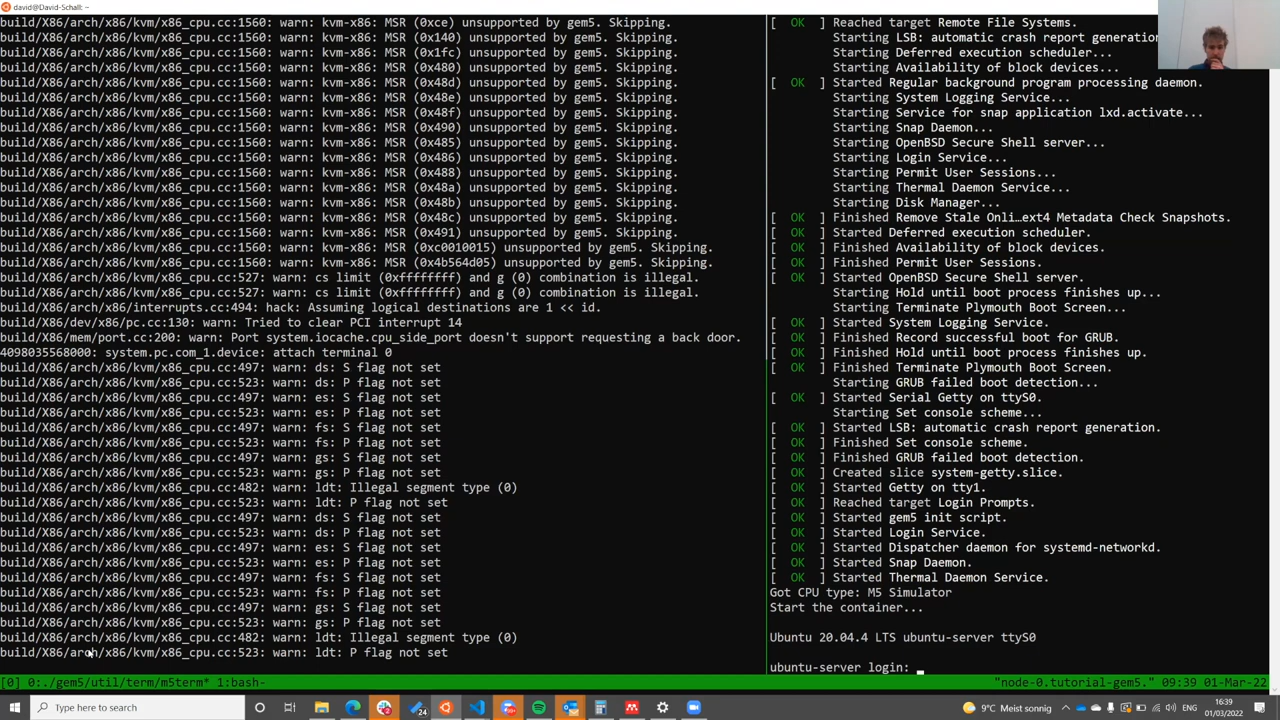 david@David-Schall: ~
build/X86/arch/x86/kvm/x86_cpu.cc:1560: warn: kvm-x86: MSR (0xce) unsupported by gem5. Skipping.
build/X86/arch/x86/kvm/x86_cpu.cc:1560: warn: kvm-x86: MSR (0x140) unsupported by gem5. Skipping.
build/X86/arch/x86/kvm/x86_cpu.cc:1560: warn: kvm-x86: MSR (0x1fc) unsupported by gem5. Skipping.
build/X86/arch/x86/kvm/x86_cpu.cc:1560: warn: kvm-x86: MSR (0x480) unsupported by gem5. Skipping.
build/X86/arch/x86/kvm/x86_cpu.cc:1560: warn: kvm-x86: MSR (0x48d) unsupported by gem5. Skipping.
build/X86/arch/x86/kvm/x86_cpu.cc:1560: warn: kvm-x86: MSR (0x48e) unsupported by gem5. Skipping.
build/X86/arch/x86/kvm/x86_cpu.cc:1560: warn: kvm-x86: MSR (0x48f) unsupported by gem5. Skipping.
build/X86/arch/x86/kvm/x86_cpu.cc:1560: warn: kvm-x86: MSR (0x490) unsupported by gem5. Skipping.
build/X86/arch/x86/kvm/x86_cpu.cc:1560: warn: kvm-x86: MSR (0x485) unsupported by gem5. Skipping.
build/X86/arch/x86/kvm/x86_cpu.cc:1560: warn: kvm-x86: MSR (0x486) unsupported by gem5. Skipping.
build/X86/arch/x86/kvm/x86_cpu.cc:1560: warn: kvm-x86: MSR (0x488) unsupported by gem5. Skipping.
build/X86/arch/x86/kvm/x86_cpu.cc:1560: warn: kvm-x86: MSR (0x48a) unsupported by gem5. Skipping.
build/X86/arch/x86/kvm/x86_cpu.cc:1560: warn: kvm-x86: MSR (0x48b) unsupported by gem5. Skipping.
build/X86/arch/x86/kvm/x86_cpu.cc:1560: warn: kvm-x86: MSR (0x48c) unsupported by gem5. Skipping.
build/X86/arch/x86/kvm/x86_cpu.cc:1560: warn: kvm-x86: MSR (0x491) unsupported by gem5. Skipping.
build/X86/arch/x86/kvm/x86_cpu.cc:1560: warn: kvm-x86: MSR (0xc0010015) unsupported by gem5. Skipping.
build/X86/arch/x86/kvm/x86_cpu.cc:1560: warn: kvm-x86: MSR (0x4b564d05) unsupported by gem5. Skipping.
build/X86/arch/x86/kvm/x86_cpu.cc:527: warn: cs limit (0xffffffff) and g (0) combination is illegal.
build/X86/arch/x86/kvm/x86_cpu.cc:527: warn: cs limit (0xffffffff) and g (0) combination is illegal.
build/X86/arch/x86/interrupts.cc:494: hack: Assuming logical destinations are 1 << id.
build/X86/dev/x86/pc.cc:130: warn: Tried to clear PCI interrupt 14
build/X86/mem/port.cc:200: warn: Port system.iocache.cpu_side_port doesn't support requesting a back door.
4098035568000: system.pc.com_1.device: attach terminal 0
build/X86/arch/x86/kvm/x86_cpu.cc:497: warn: ds: S flag not set
build/X86/arch/x86/kvm/x86_cpu.cc:523: warn: ds: P flag not set
build/X86/arch/x86/kvm/x86_cpu.cc:497: warn: es: S flag not set
build/X86/arch/x86/kvm/x86_cpu.cc:523: warn: es: P flag not set
build/X86/arch/x86/kvm/x86_cpu.cc:497: warn: fs: S flag not set
build/X86/arch/x86/kvm/x86_cpu.cc:523: warn: fs: P flag not set
build/X86/arch/x86/kvm/x86_cpu.cc:497: warn: gs: S flag not set
build/X86/arch/x86/kvm/x86_cpu.cc:523: warn: gs: P flag not set
build/X86/arch/x86/kvm/x86_cpu.cc:482: warn: ldt: Illegal segment type (0)
build/X86/arch/x86/kvm/x86_cpu.cc:523: warn: ldt: P flag not set
build/X86/arch/x86/kvm/x86_cpu.cc:497: warn: ds: S flag not set
build/X86/arch/x86/kvm/x86_cpu.cc:523: warn: ds: P flag not set
build/X86/arch/x86/kvm/x86_cpu.cc:497: warn: es: S flag not set
build/X86/arch/x86/kvm/x86_cpu.cc:523: warn: es: P flag not set
build/X86/arch/x86/kvm/x86_cpu.cc:497: warn: fs: S flag not set
build/X86/arch/x86/kvm/x86_cpu.cc:523: warn: fs: P flag not set
build/X86/arch/x86/kvm/x86_cpu.cc:497: warn: gs: S flag not set
build/X86/arch/x86/kvm/x86_cpu.cc:523: warn: gs: P flag not set
build/X86/arch/x86/kvm/x86_cpu.cc:482: warn: ldt: Illegal segment type (0)
build/X86/arch/x86/kvm/x86_cpu.cc:523: warn: ldt: P flag not set
[ OK ] Reached target Remote File Systems.
Starting LSB: automatic crash report generation
Starting Deferred execution scheduler...
Starting Availability of block devices...
[ OK ] Started Regular background program processing daemon.
Starting System Logging Service...
Starting Service for snap application lxd.activate...
Starting Snap Daemon...
Starting OpenBSD Secure Shell server...
Starting Login Service...
Starting Permit User Sessions...
Starting Thermal Daemon Service...
Starting Disk Manager...
[ OK ] Finished Remove Stale Onli…ext4 Metadata Check Snapshots.
[ OK ] Started Deferred execution scheduler.
[ OK ] Finished Availability of block devices.
[ OK ] Finished Permit User Sessions.
[ OK ] Started OpenBSD Secure Shell server.
Starting Hold until boot process finishes up...
Starting Terminate Plymouth Boot Screen...
[ OK ] Started System Logging Service.
[ OK ] Finished Record successful boot for GRUB.
[ OK ] Finished Hold until boot process finishes up.
[ OK ] Finished Terminate Plymouth Boot Screen.
Starting GRUB failed boot detection...
[ OK ] Started Serial Getty on ttyS0.
Starting Set console scheme...
[ OK ] Started LSB: automatic crash report generation.
[ OK ] Finished Set console scheme.
[ OK ] Finished GRUB failed boot detection.
[ OK ] Created slice system-getty.slice.
[ OK ] Started Getty on tty1.
[ OK ] Reached target Login Prompts.
[ OK ] Started gem5 init script.
[ OK ] Started Login Service.
[ OK ] Started Dispatcher daemon for systemd-networkd.
[ OK ] Started Snap Daemon.
[ OK ] Started Thermal Daemon Service.
Got CPU type: M5 Simulator
Start the container...
Ubuntu 20.04.4 LTS ubuntu-server ttyS0
ubuntu-server login: _
[0] 0:./gem5/util/term/m5term* 1:bash- "node-0.tutorial-gem5." 09:39 01-Mar-22
Type here to search
24
9°C Meist sonnig
16:39
01/03/2022